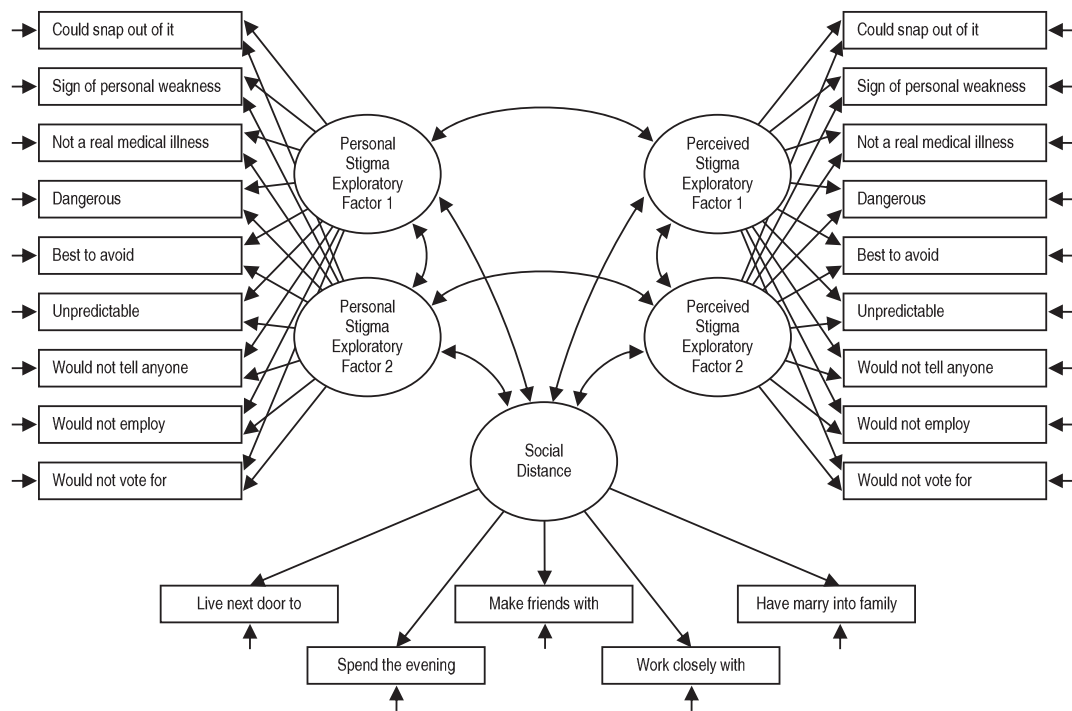 Could snap out of it
Sign of personal weakness
Not a real medical illness
Dangerous
Best to avoid
Unpredictable
Would not tell anyone
Would not employ
Would not vote for
Personal
Stigma
Exploratory
Factor 1
Personal
Stigma
Exploratory
Factor 2
Perceived
Stigma
Exploratory
Factor 1
Perceived
Stigma
Exploratory
Factor 2
Could snap out of it
Sign of personal weakness
Not a real medical illness
Dangerous
Best to avoid
Unpredictable
Would not tell anyone
Would not employ
Would not vote for
Social
Distance
Live next door to
Make friends with
Have marry into family
Spend the evening
Work closely with